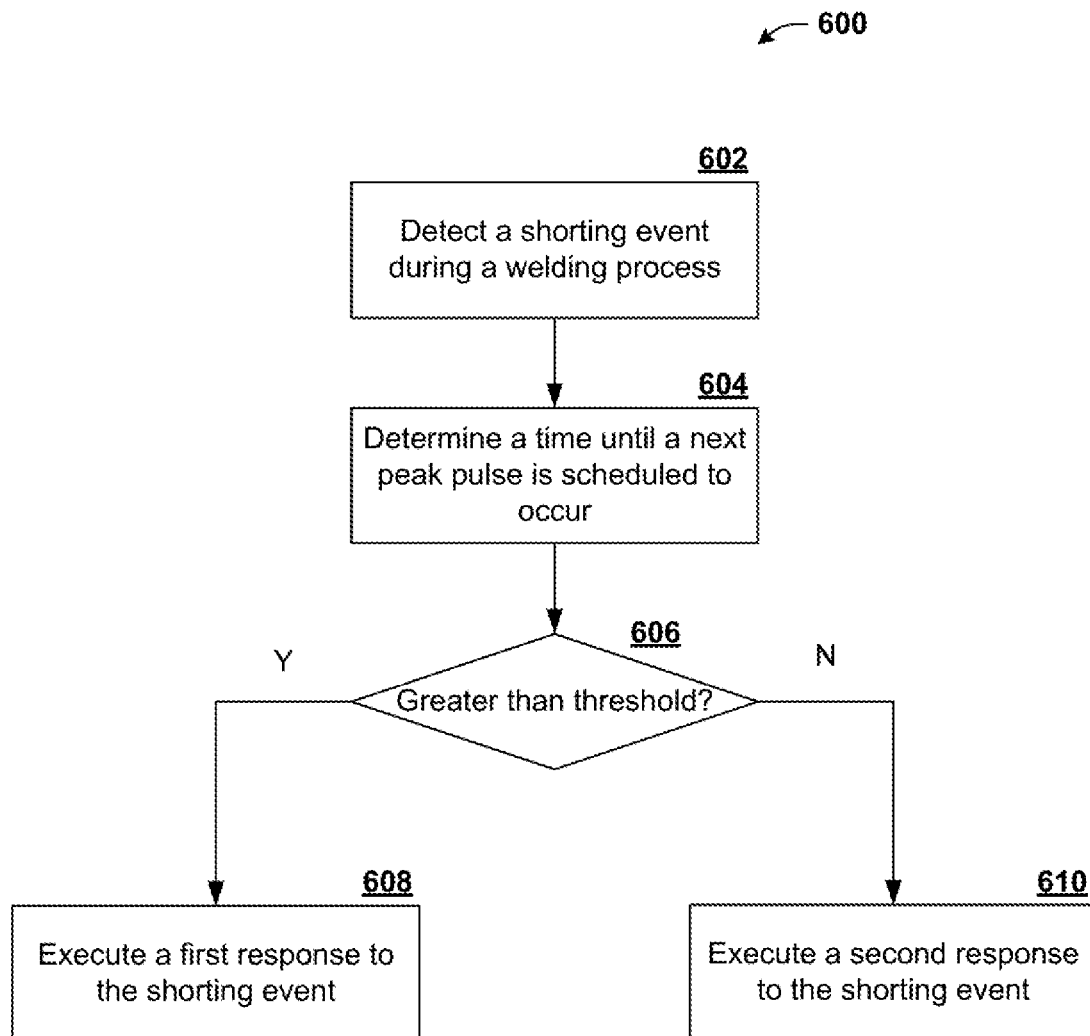 600
602
Detect a shorting event
during a welding process
604
Determine a time until a next
peak pulse is scheduled to
occur
606
Y
N
Greater than threshold?
608
Execute a first response to
the shorting event
610
Execute a second response
to the shorting event